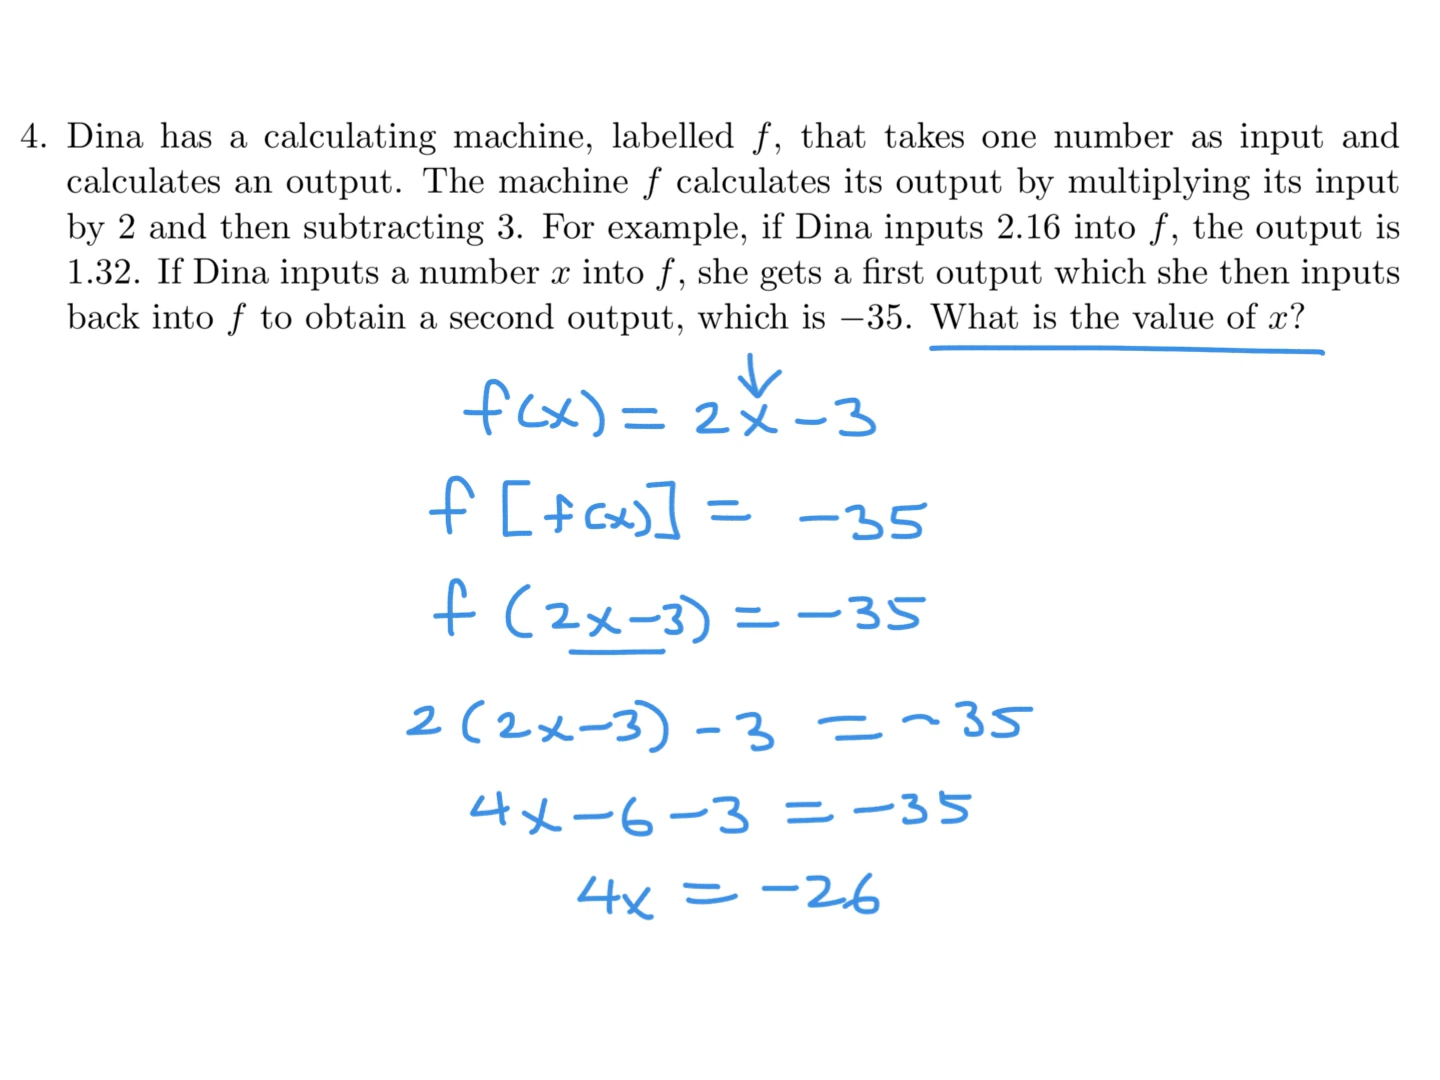 4. Dina has a calculating machine, labelled f, that takes one number as input and
calculates an output. The machine f calculates its output by multiplying its input
by 2 and then subtracting 3. For example, if Dina inputs 2.16 into f, the output is
1.32. If Dina inputs a number x into f, she gets a first output which she then inputs
back into f to obtain a second output, which is −35. What is the value of x?
f(x) = 2x − 3
f [f(x)] = −35
f (2x−3) = −35
2 (2x−3) − 3 = −35
4x − 6 − 3 = −35
4x = −26